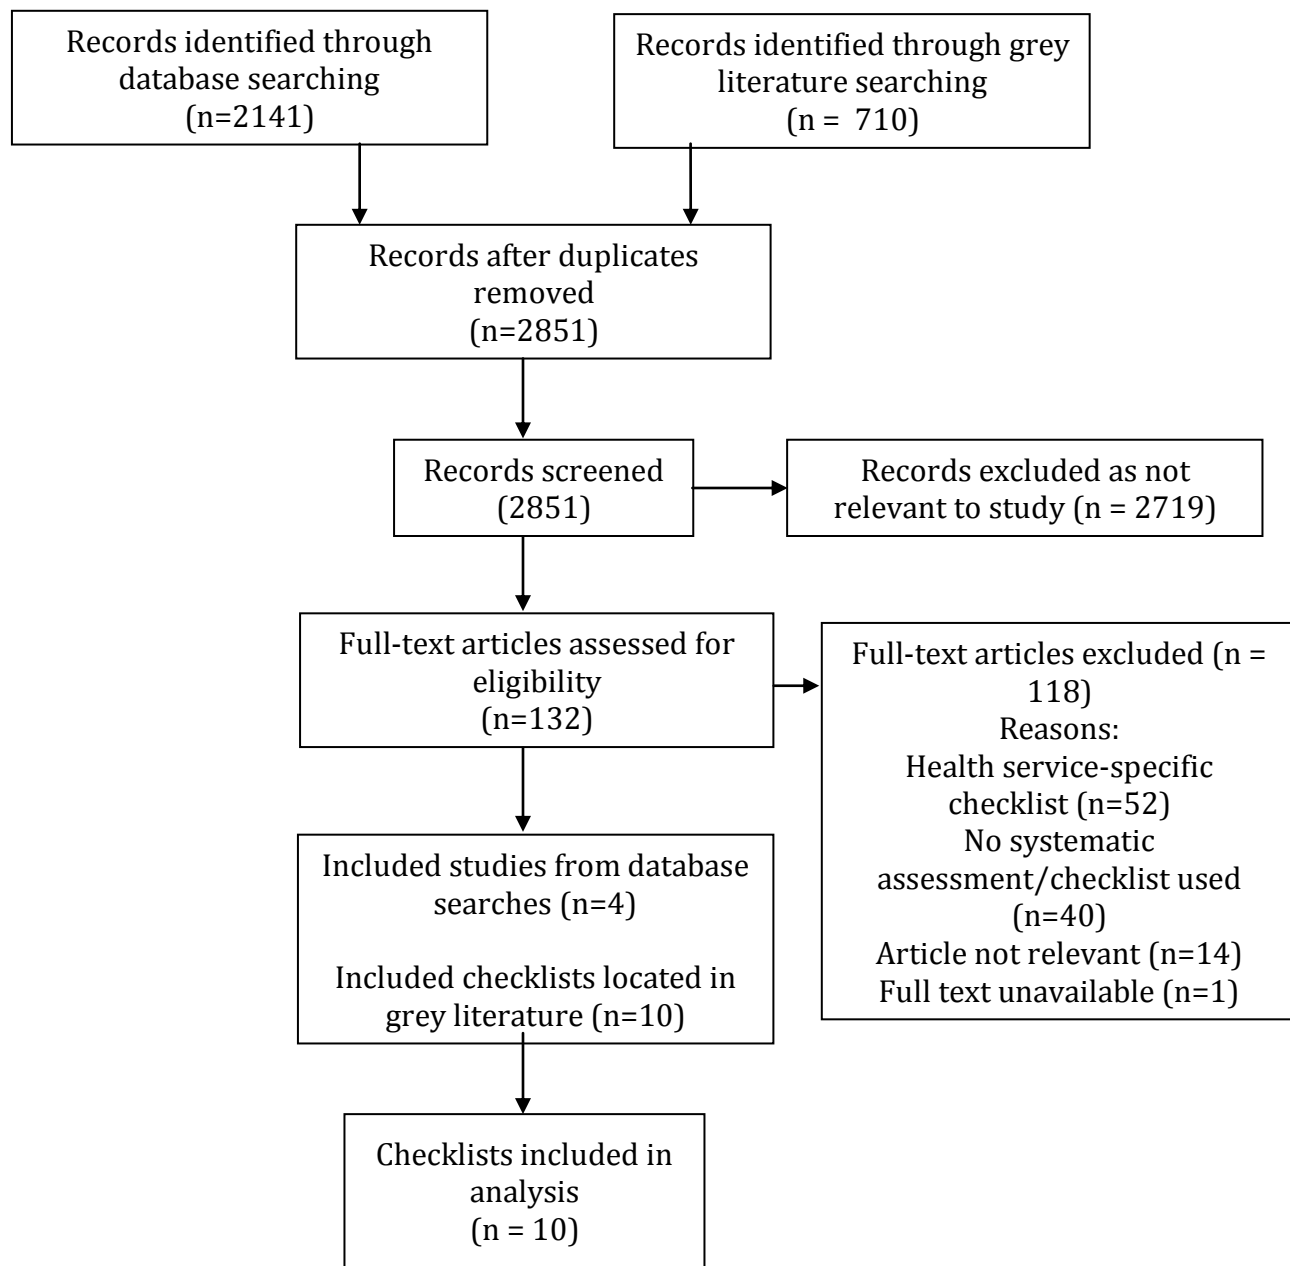 Records identified through
database searching
(n=2141)
Records identified through grey
literature searching
(n =  710)
Records after duplicates
removed
(n=2851)
Records screened
(2851)
Records excluded as not
relevant to study (n = 2719)
Full-text articles assessed for
eligibility
(n=132)
Full-text articles excluded (n =
118)
Reasons:
Health service-specific
checklist (n=52)
No systematic
assessment/checklist used
(n=40)
Article not relevant (n=14)
Full text unavailable (n=1)
Included studies from database
searches (n=4)
Included checklists located in
grey literature (n=10)
Checklists included in
analysis
(n = 10)